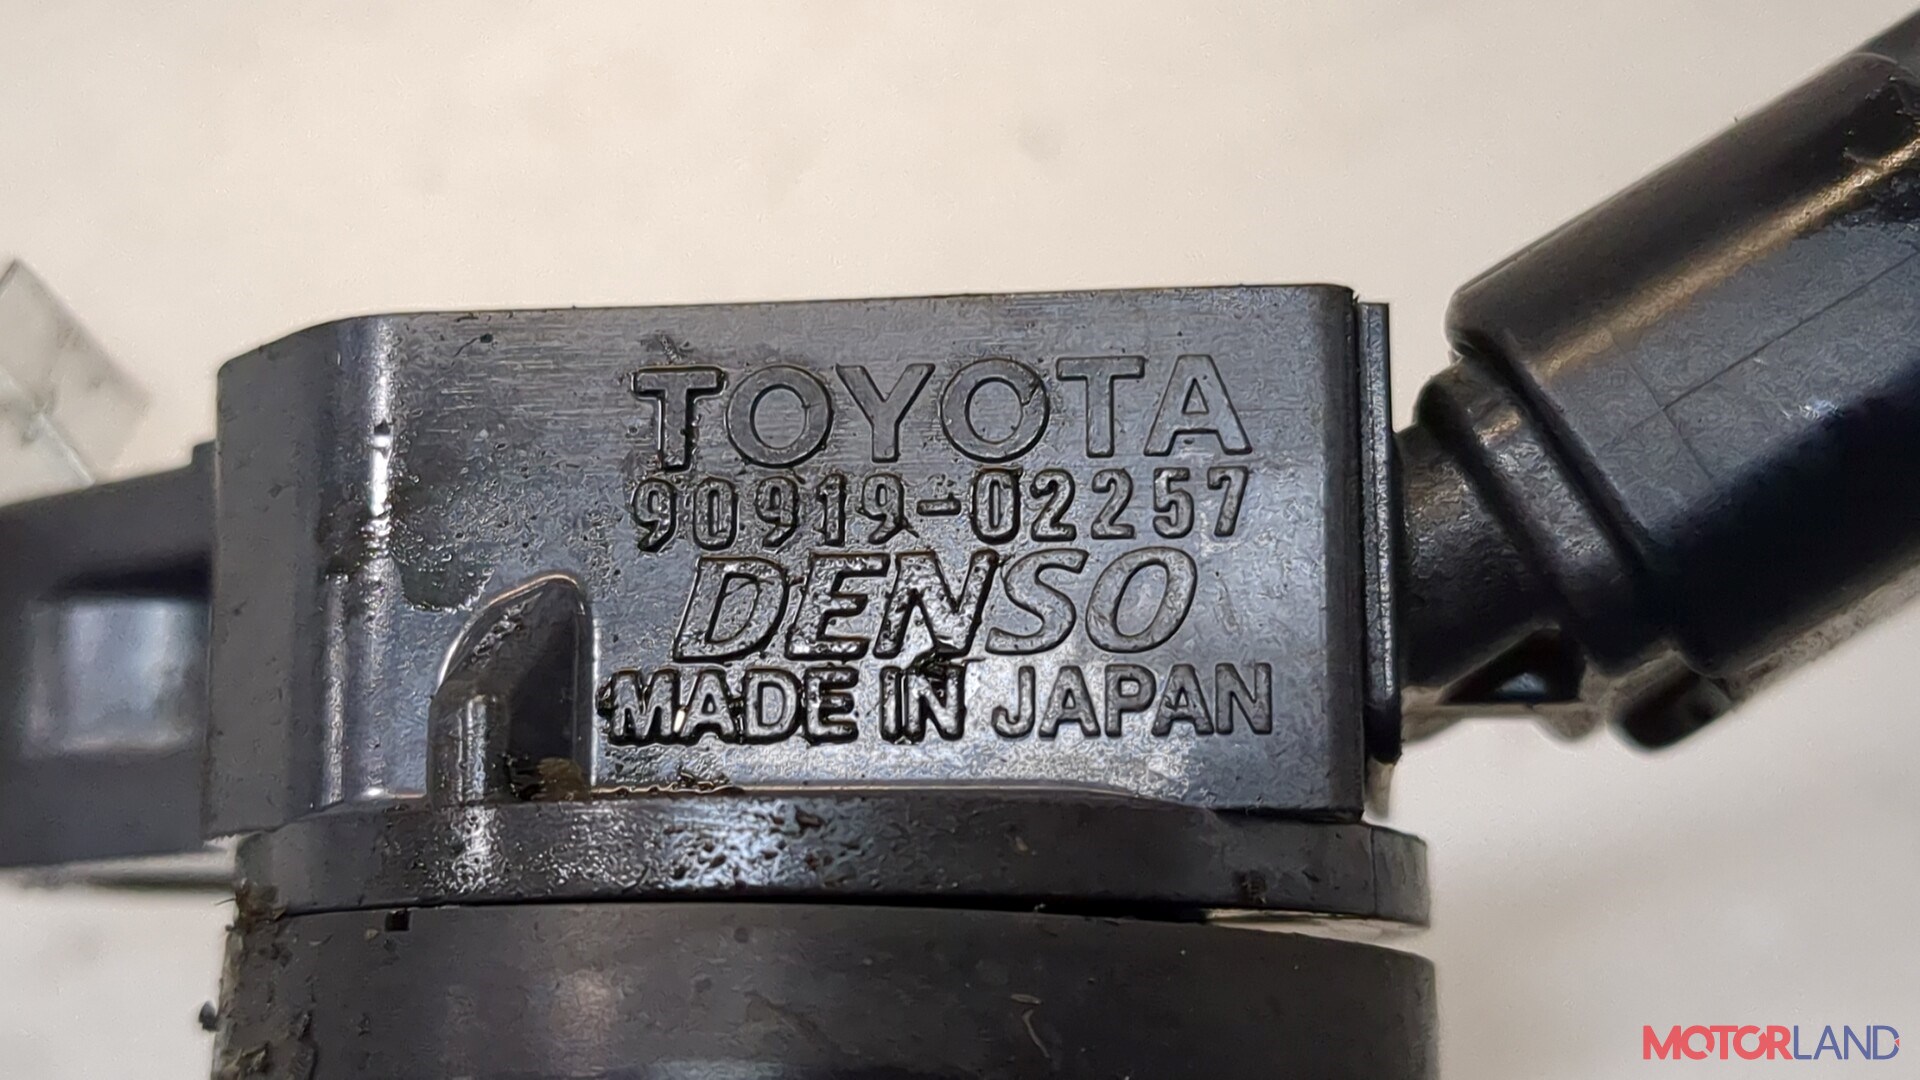 TOYOTA
90919-02257
DENSO
MADE IN JAPAN
MOTORLAND